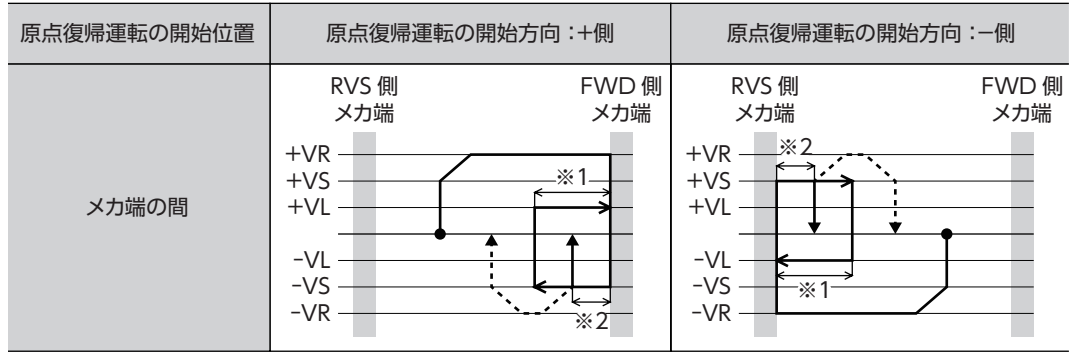 原点復帰運転の開始位置
原点復帰運転の開始方向：+側
原点復帰運転の開始方向：−側
メカ端の間
RVS 側
メカ端
FWD 側
メカ端
+VR
+VS
+VL
−VL
−VS
−VR
※1
※2
RVS 側
メカ端
FWD 側
メカ端
+VR
+VS
+VL
−VL
−VS
−VR
※2
※1